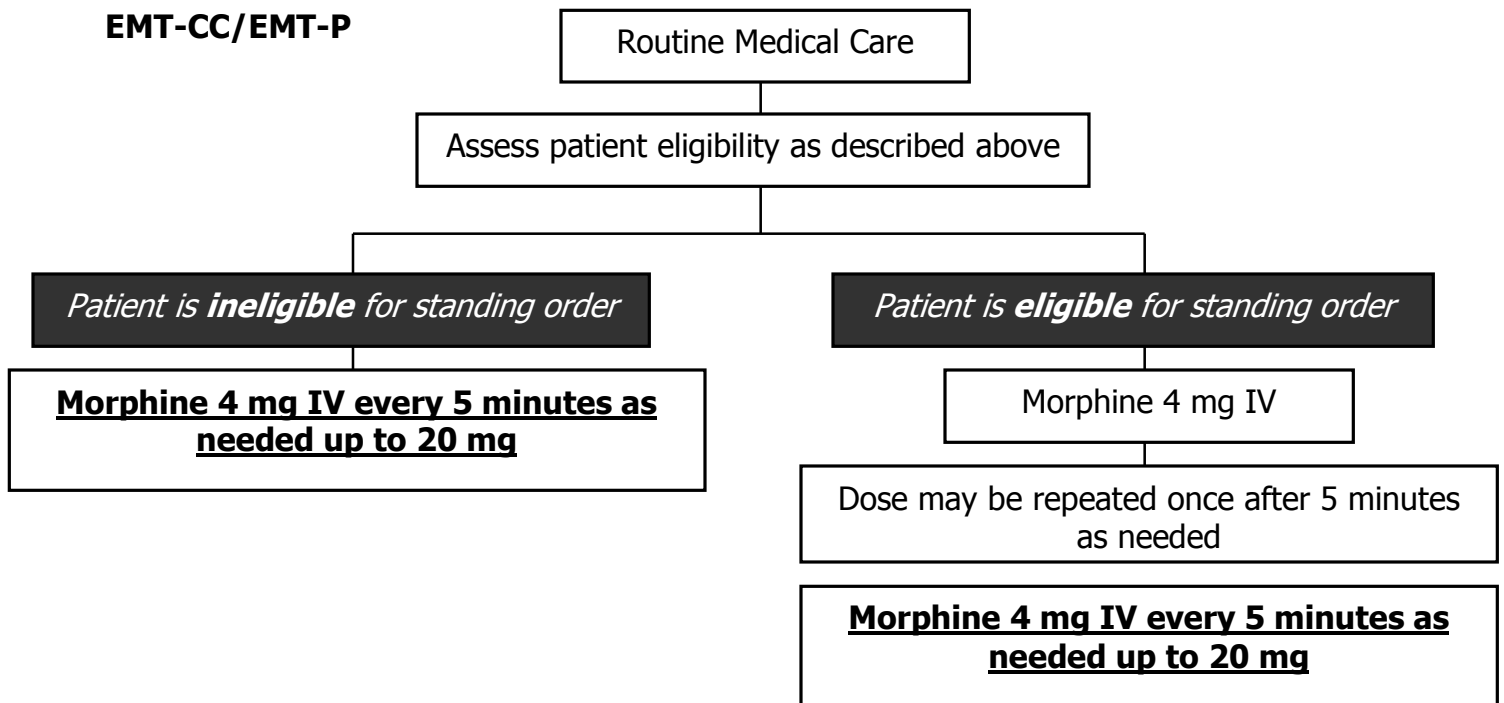 EMT-CC/EMT-P
Routine Medical Care
Assess patient eligibility as described above
Patient is ineligible for standing order
Morphine 4 mg IV every 5 minutes as
needed up to 20 mg
Patient is eligible for standing order
Morphine 4 mg IV
Dose may be repeated once after 5 minutes
as needed
Morphine 4 mg IV every 5 minutes as
needed up to 20 mg